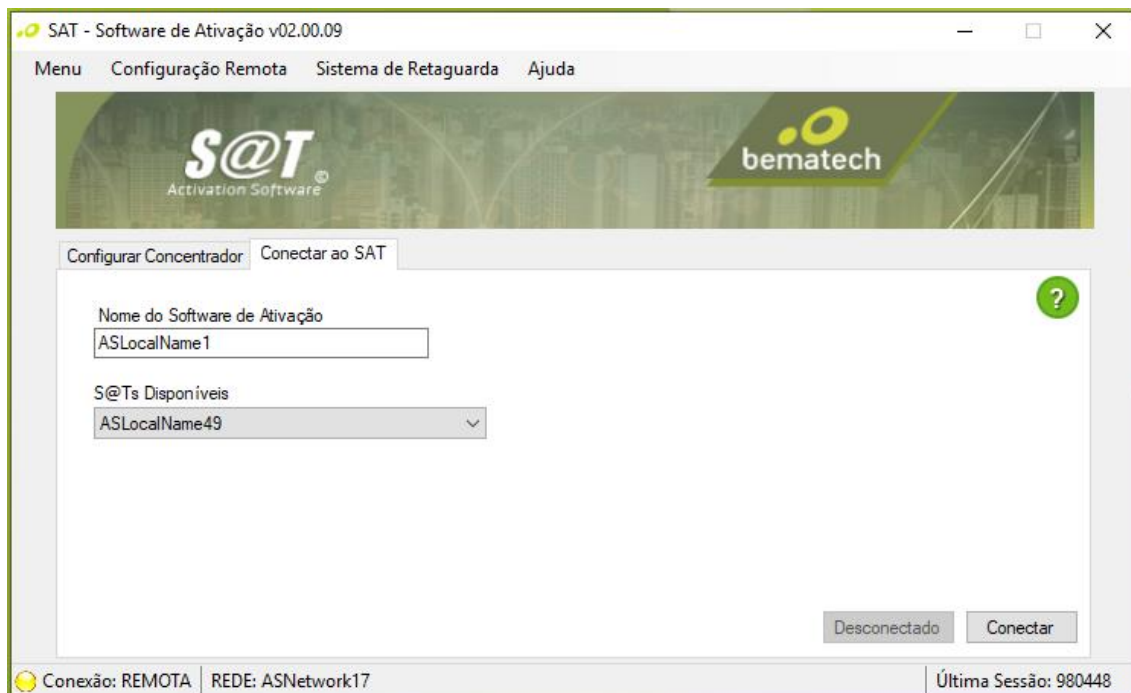 SAT - Software de Ativação v02.00.09
Menu Configuração Remota Sistema de Retaguarda Ajuda
S@T©
Activation Software
bematech
Configurar Concentrador Conectar ao SAT
?
Nome do Software de Ativação
ASLocalName1
S@Ts Disponíveis
ASLocalName49
Desconectado Conectar
Conexão: REMOTA REDE: ASNetwork17 Última Sessão: 980448